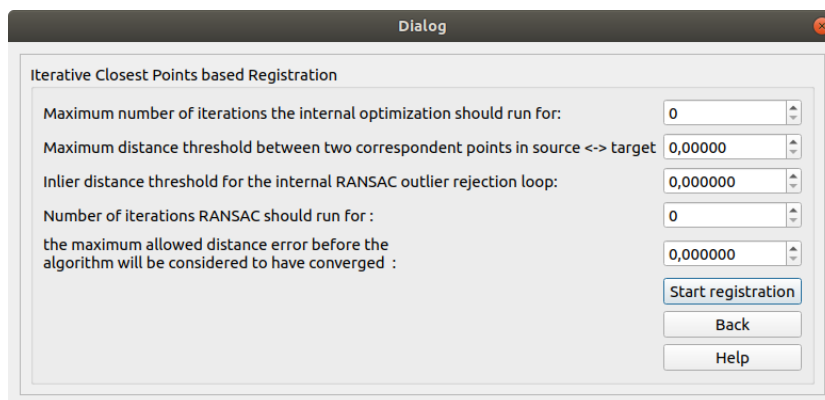 Dialog
Iterative Closest Points based Registration
Maximum number of iterations the internal optimization should run for: 0
Maximum distance threshold between two correspondent points in source <-> target 0,00000
Inlier distance threshold for the internal RANSAC outlier rejection loop: 0,000000
Number of iterations RANSAC should run for : 0
the maximum allowed distance error before the
algorithm will be considered to have converged : 0,000000
Start registration
Back
Help